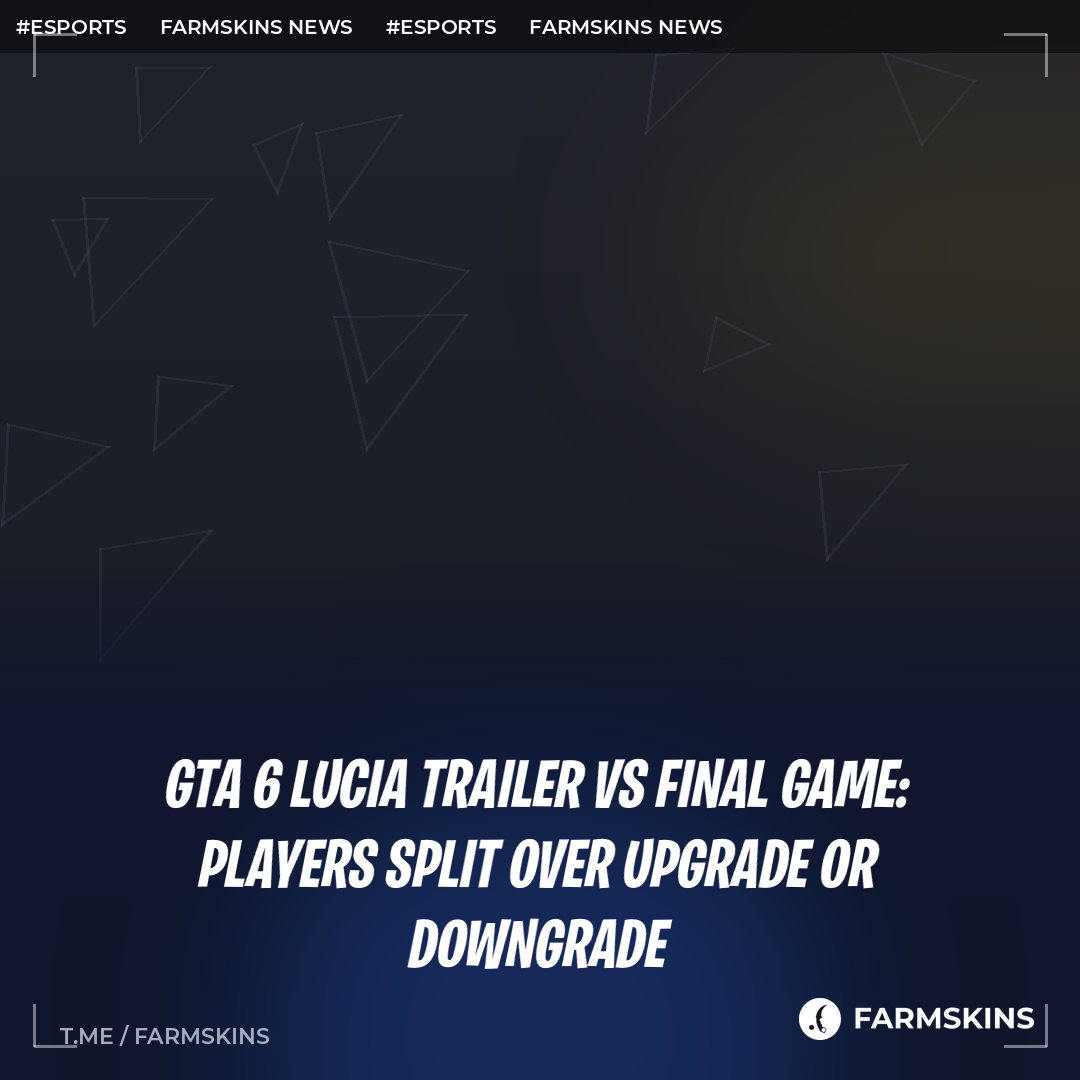 #ESPORTS FARMSKINS NEWS #ESPORTS FARMSKINS NEWS
GTA 6 LUCIA TRAILER VS FINAL GAME:
PLAYERS SPLIT OVER UPGRADE OR
DOWNGRADE
T.ME / FARMSKINS
FARMSKINS